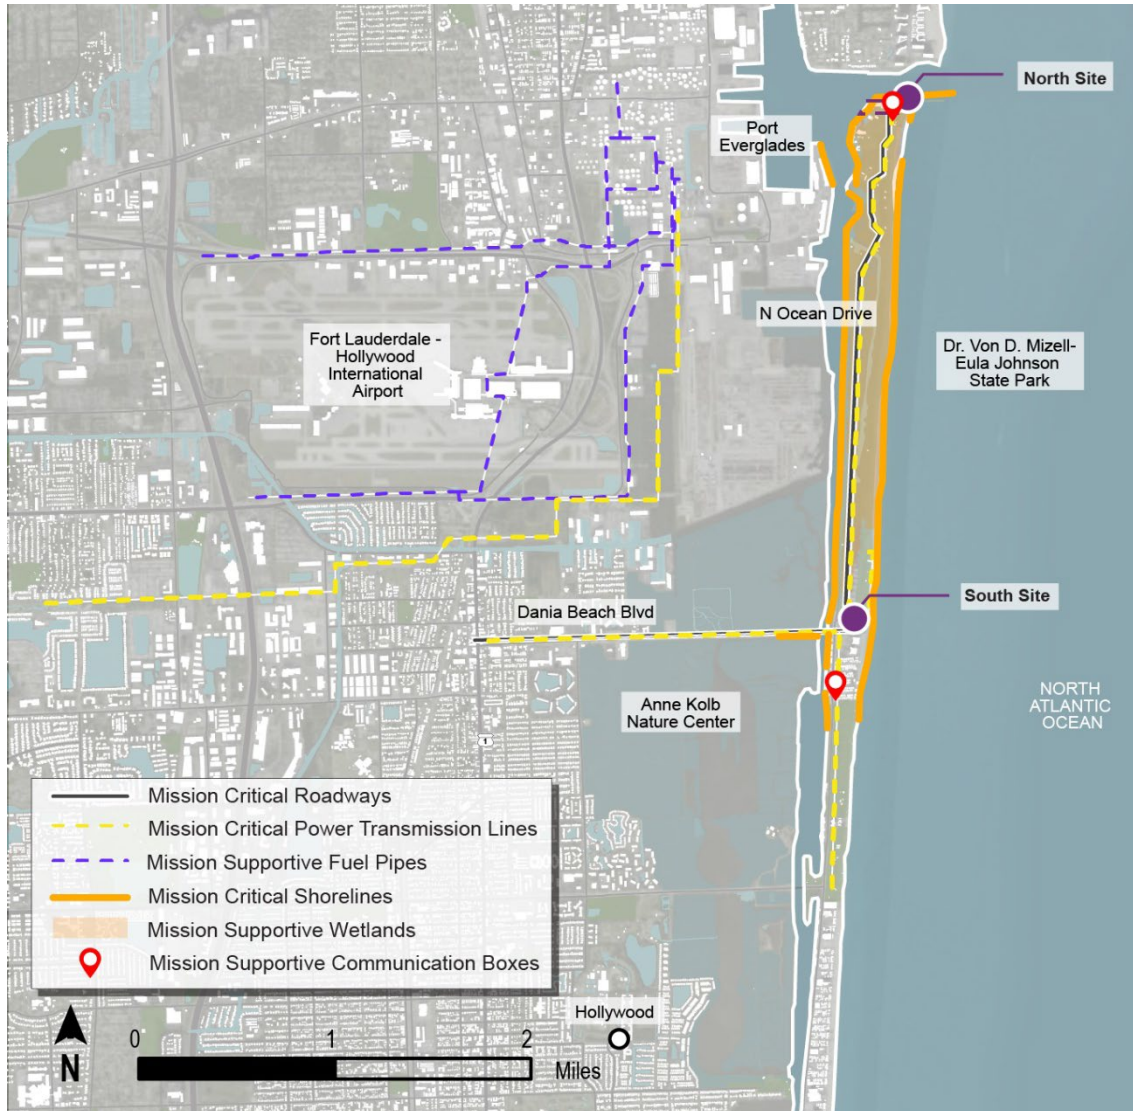 North Site
Port
Everglades
N Ocean Drive
Fort Lauderdale -
Hollywood
International
Airport
Dr. Von D. Mizell-
Eula Johnson
State Park
South Site
Dania Beach Blvd
Anne Kolb
Nature Center
NORTH
ATLANTIC
OCEAN
1
Mission Critical Roadways
Mission Critical Power Transmission Lines
Mission Supportive Fuel Pipes
Mission Critical Shorelines
Mission Supportive Wetlands
Mission Supportive Communication Boxes
Hollywood
N
0 1 2
Miles